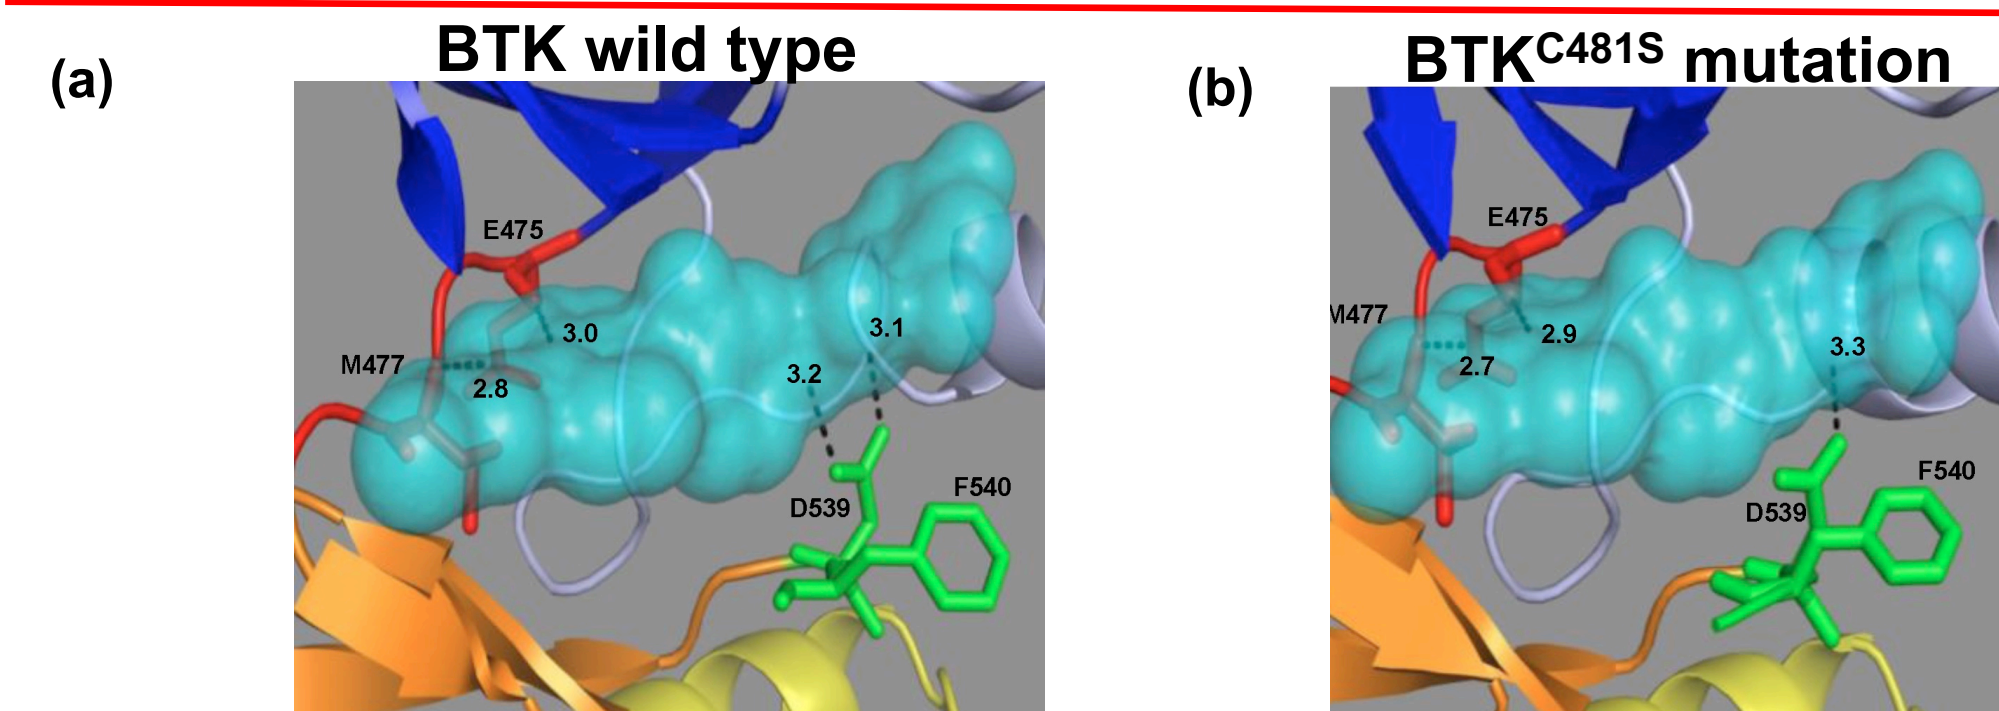 BTK wild type
(a)
E475
3.0
3.1
M477
3.2
2.8
F540
D539
BTKC481S mutation
(b)
E475
M477
2.9
3.3
2.7
F540
D539